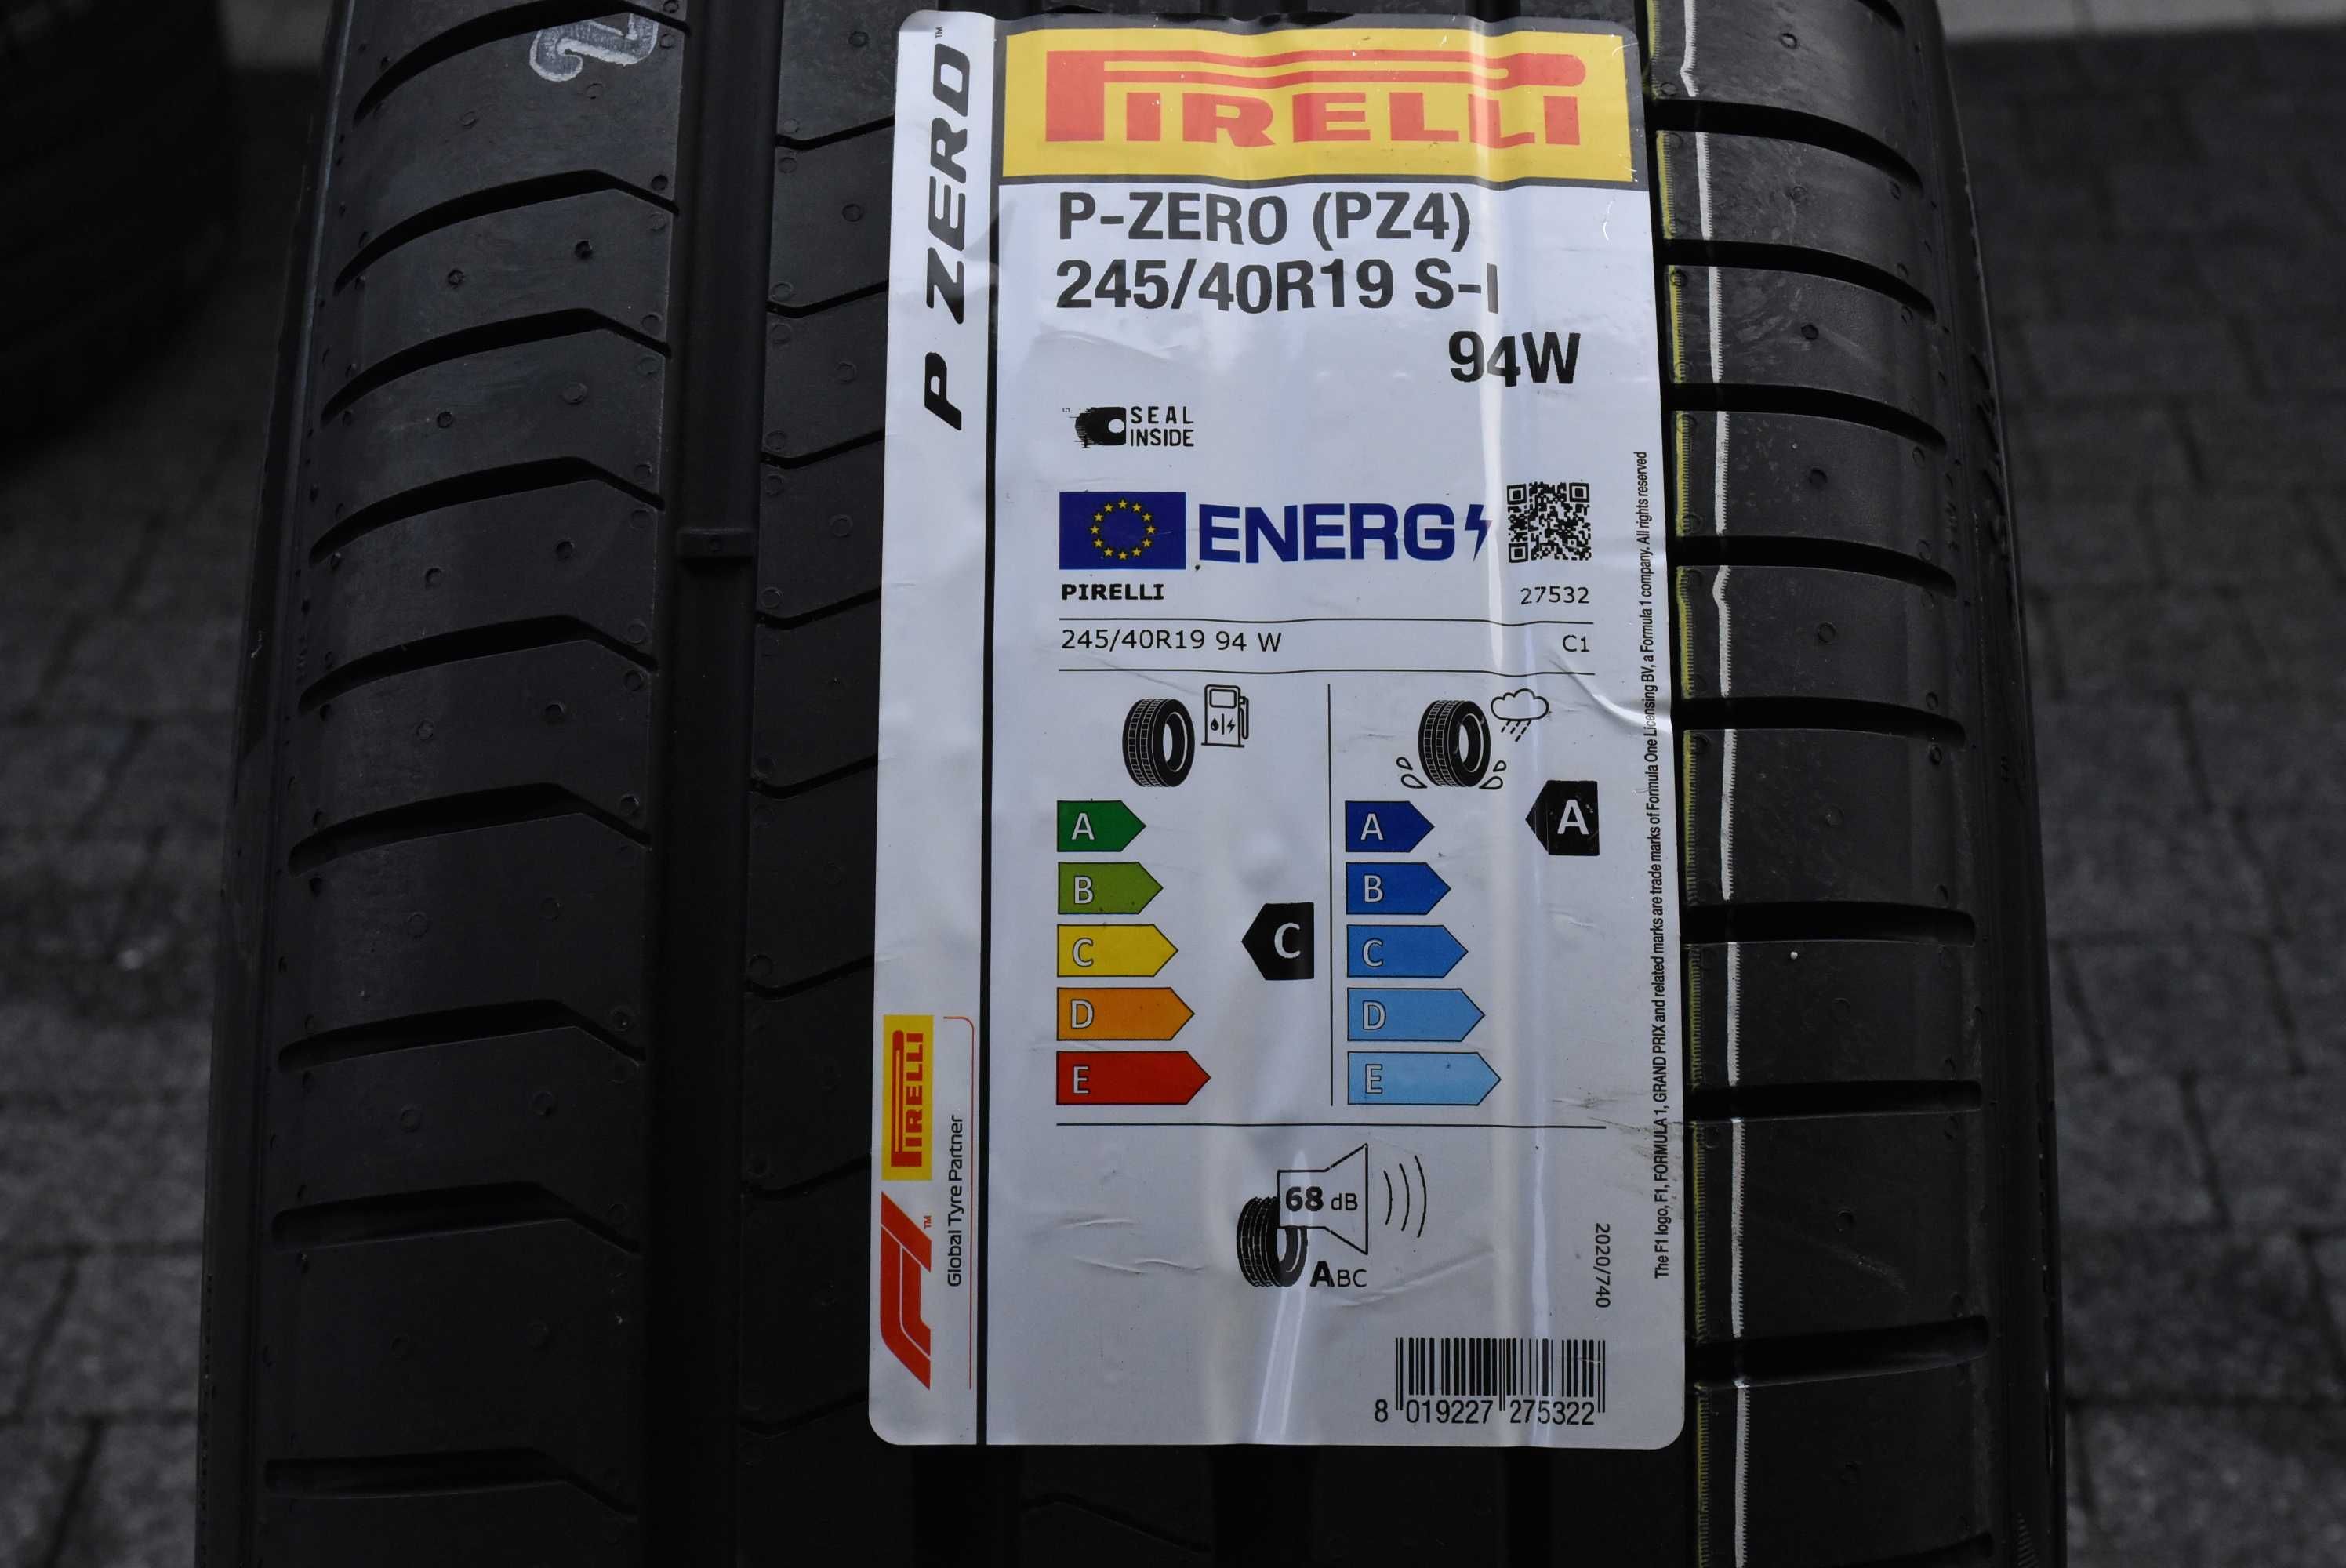 P ZERO™
PIRELLI
P-ZERO (PZ4)
245/40R19 S-I
94W
SEAL
INSIDE
ENERG
PIRELLI 27532
245/40R19 94 W C1
A
B
C
D
E
C
A
B
C
D
E
A
68 dB
ABC
2020/740
8 019227 275322
The F1 logo, F1, FORMULA 1, GRAND PRIX and related marks are trade marks of Formula One Licensing BV, a Formula 1 company. All rights reserved
PIRELLI
F1™
Global Tyre Partner